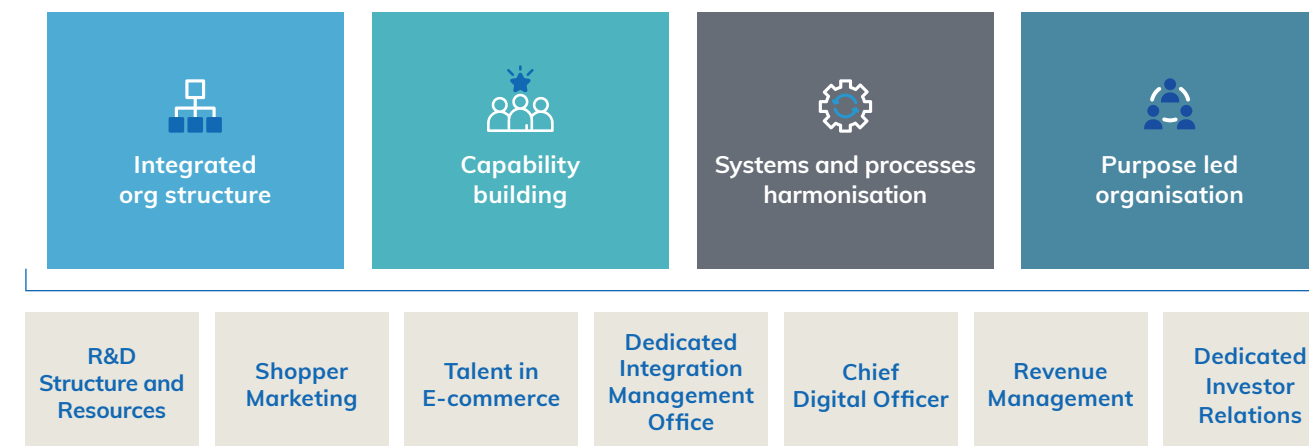 Integrated
org structure
Capability
building
Systems and processes
harmonisation
Purpose led
organisation
R&D
Structure and
Resources
Shopper
Marketing
Talent in
E-commerce
Dedicated
Integration
Management
Office
Chief
Digital Officer
Revenue
Management
Dedicated
Investor
Relations